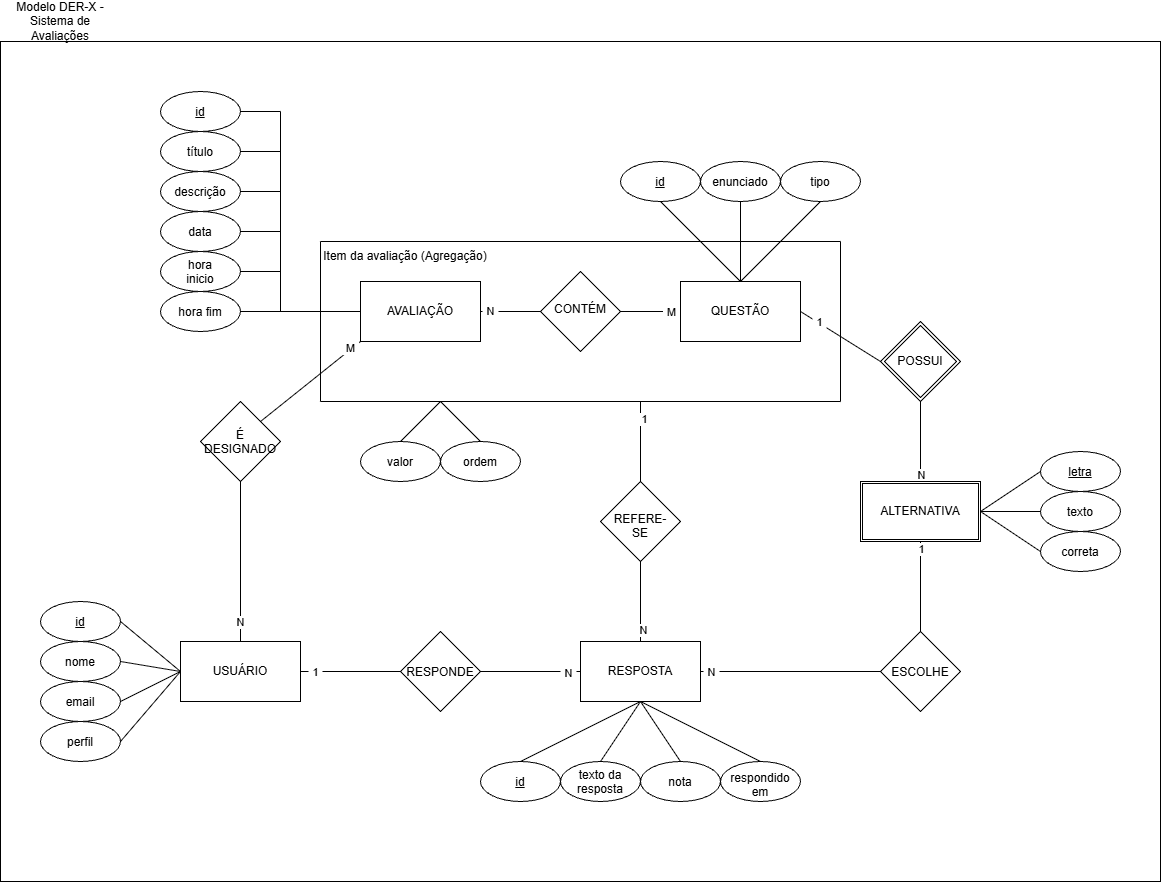 Modelo DER-X -
Sistema de
Avaliações
id
título
descrição
data
hora
inicio
hora fim
id
enunciado
tipo
Item da avaliação (Agregação)
AVALIAÇÃO
N
CONTÉM
M
QUESTÃO
1
M
POSSUI
É
DESIGNADO
valor
ordem
1
N
letra
REFERE-
SE
ALTERNATIVA
texto
1
correta
N
N
id
nome
email
perfil
USUÁRIO
1
RESPONDE
N
RESPOSTA
N
ESCOLHE
id
texto da
resposta
nota
respondido
em